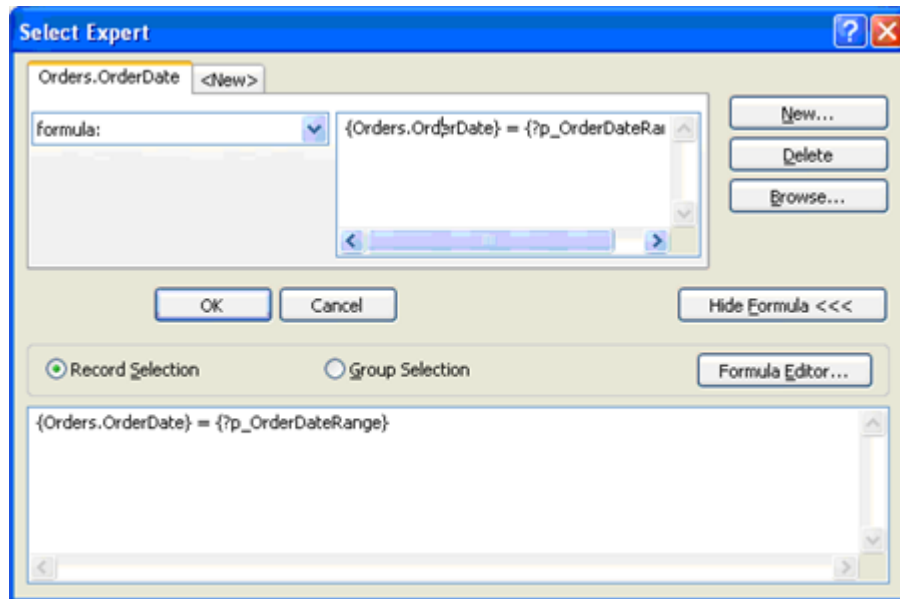 Select Expert
Orders.OrderDate <New>
formula:
{Orders.OrderDate} = {?p_OrderDateRa
New...
Delete
Browse...
OK Cancel Hide Formula <<<
Record Selection Group Selection Formula Editor...
{Orders.OrderDate} = {?p_OrderDateRange}